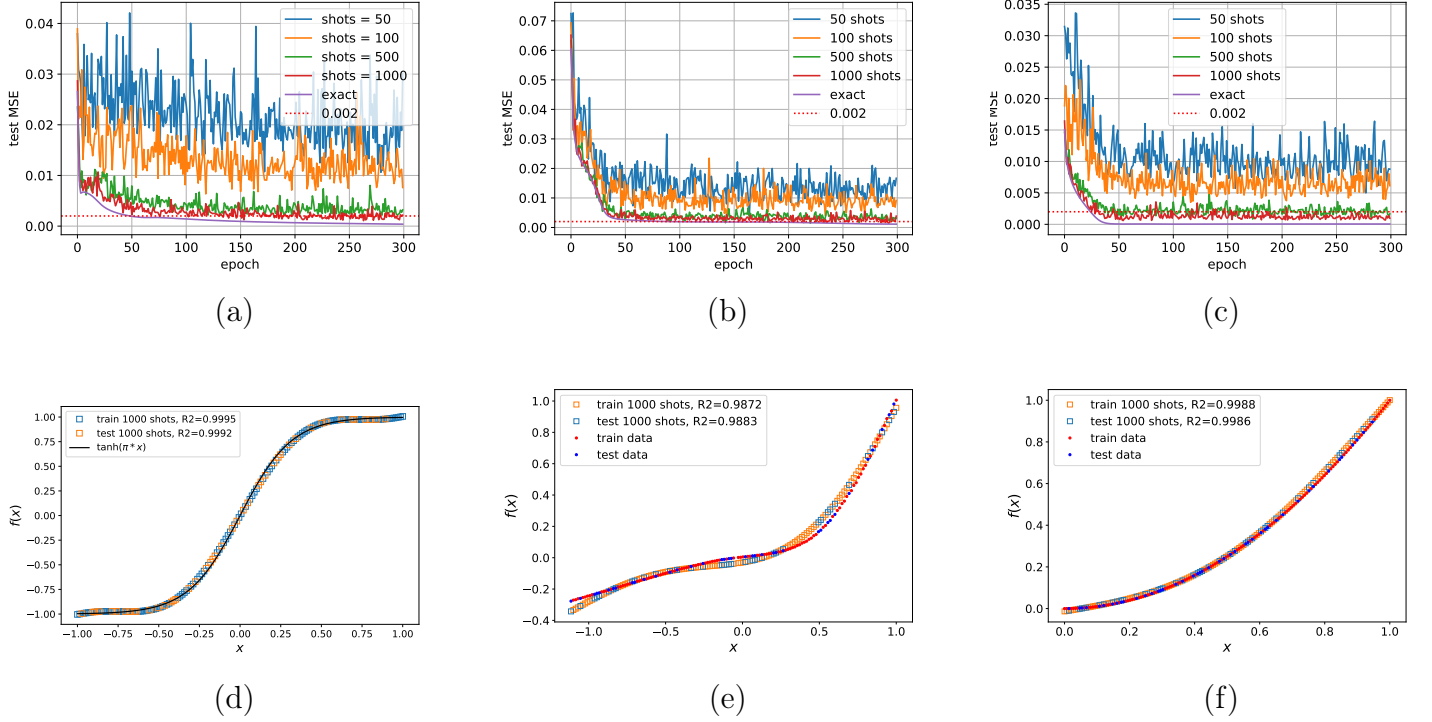 test MSE
0.04
0.03
0.02
0.01
0.00
shots = 50
shots = 100
shots = 500
shots = 1000
exact
0.002
0
50
100
150
200
250
300
epoch
(a)
test MSE
0.07
0.06
0.05
0.04
0.03
0.02
0.01
0.00
50 shots
100 shots
500 shots
1000 shots
exact
0.002
0
50
100
150
200
250
300
epoch
(b)
test MSE
0.035
0.030
0.025
0.020
0.015
0.010
0.005
0.000
50 shots
100 shots
500 shots
1000 shots
exact
0.002
0
50
100
150
200
250
300
epoch
(c)
f(x)
1.00
0.75
0.50
0.25
0.00
−0.25
−0.50
−0.75
−1.00
train 1000 shots, R2=0.9995
test 1000 shots, R2=0.9992
tanh(π*x)
−1.00
−0.75
−0.50
−0.25
0.00
0.25
0.50
0.75
1.00
x
(d)
f(x)
1.0
0.8
0.6
0.4
0.2
0.0
−0.2
−0.4
train 1000 shots, R2=0.9872
test 1000 shots, R2=0.9883
train data
test data
−1.0
−0.5
0.0
0.5
1.0
x
(e)
f(x)
1.0
0.8
0.6
0.4
0.2
0.0
train 1000 shots, R2=0.9988
test 1000 shots, R2=0.9986
train data
test data
0.0
0.2
0.4
0.6
0.8
1.0
x
(f)